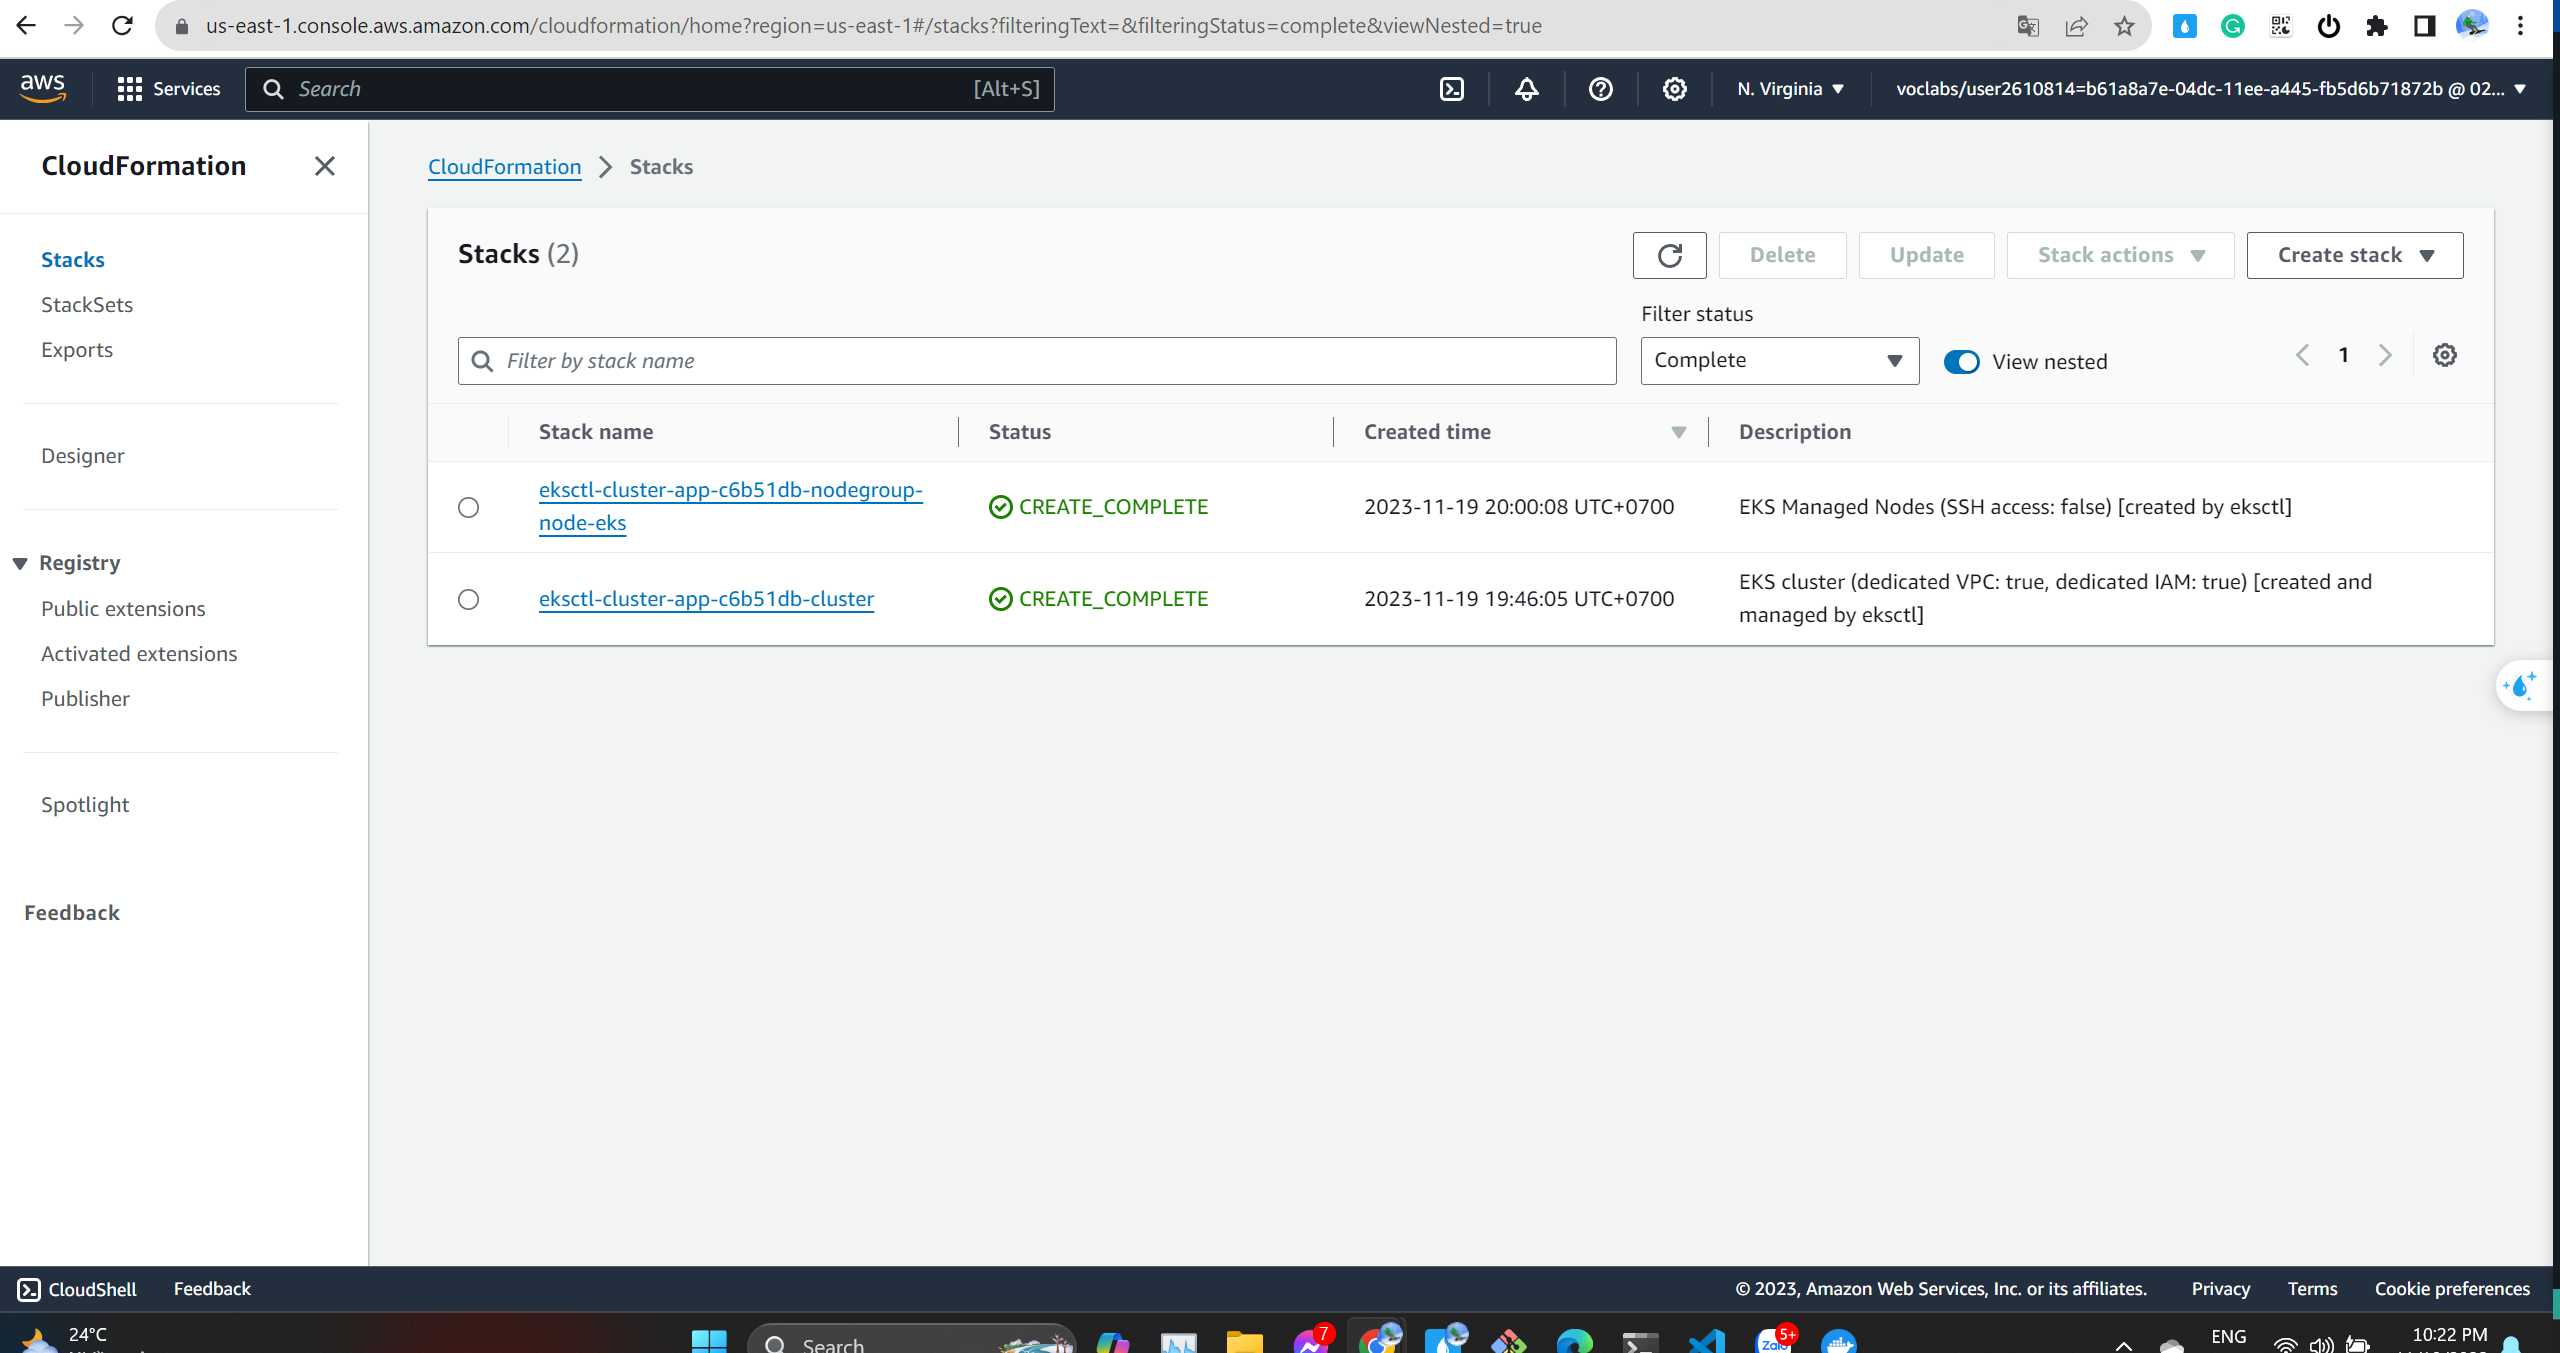 us-east-1.console.aws.amazon.com/cloudformation/home?region=us-east-1#/stacks?filteringText=&filteringStatus=complete&viewNested=true
aws
Services
Search
[Alt+S]
N. Virginia
voclabs/user2610814=b61a8a7e-04dc-11ee-a445-fb5d6b71872b @ 02...
CloudFormation
Stacks
StackSets
Exports
Designer
Registry
Public extensions
Activated extensions
Publisher
Spotlight
Feedback
CloudFormation
Stacks
Stacks (2)
Delete
Update
Stack actions
Create stack
Filter status
Filter by stack name
Complete
View nested
1
Stack name
Status
Created time
Description
eksctl-cluster-app-c6b51db-nodegroup-
node-eks
CREATE_COMPLETE
2023-11-19 20:00:08 UTC+0700
EKS Managed Nodes (SSH access: false) [created by eksctl]
eksctl-cluster-app-c6b51db-cluster
CREATE_COMPLETE
2023-11-19 19:46:05 UTC+0700
EKS cluster (dedicated VPC: true, dedicated IAM: true) [created and
managed by eksctl]
CloudShell
Feedback
© 2023, Amazon Web Services, Inc. or its affiliates.
Privacy
Terms
Cookie preferences
24°C
Search
7
Zalo
5+
ENG
10:22 PM